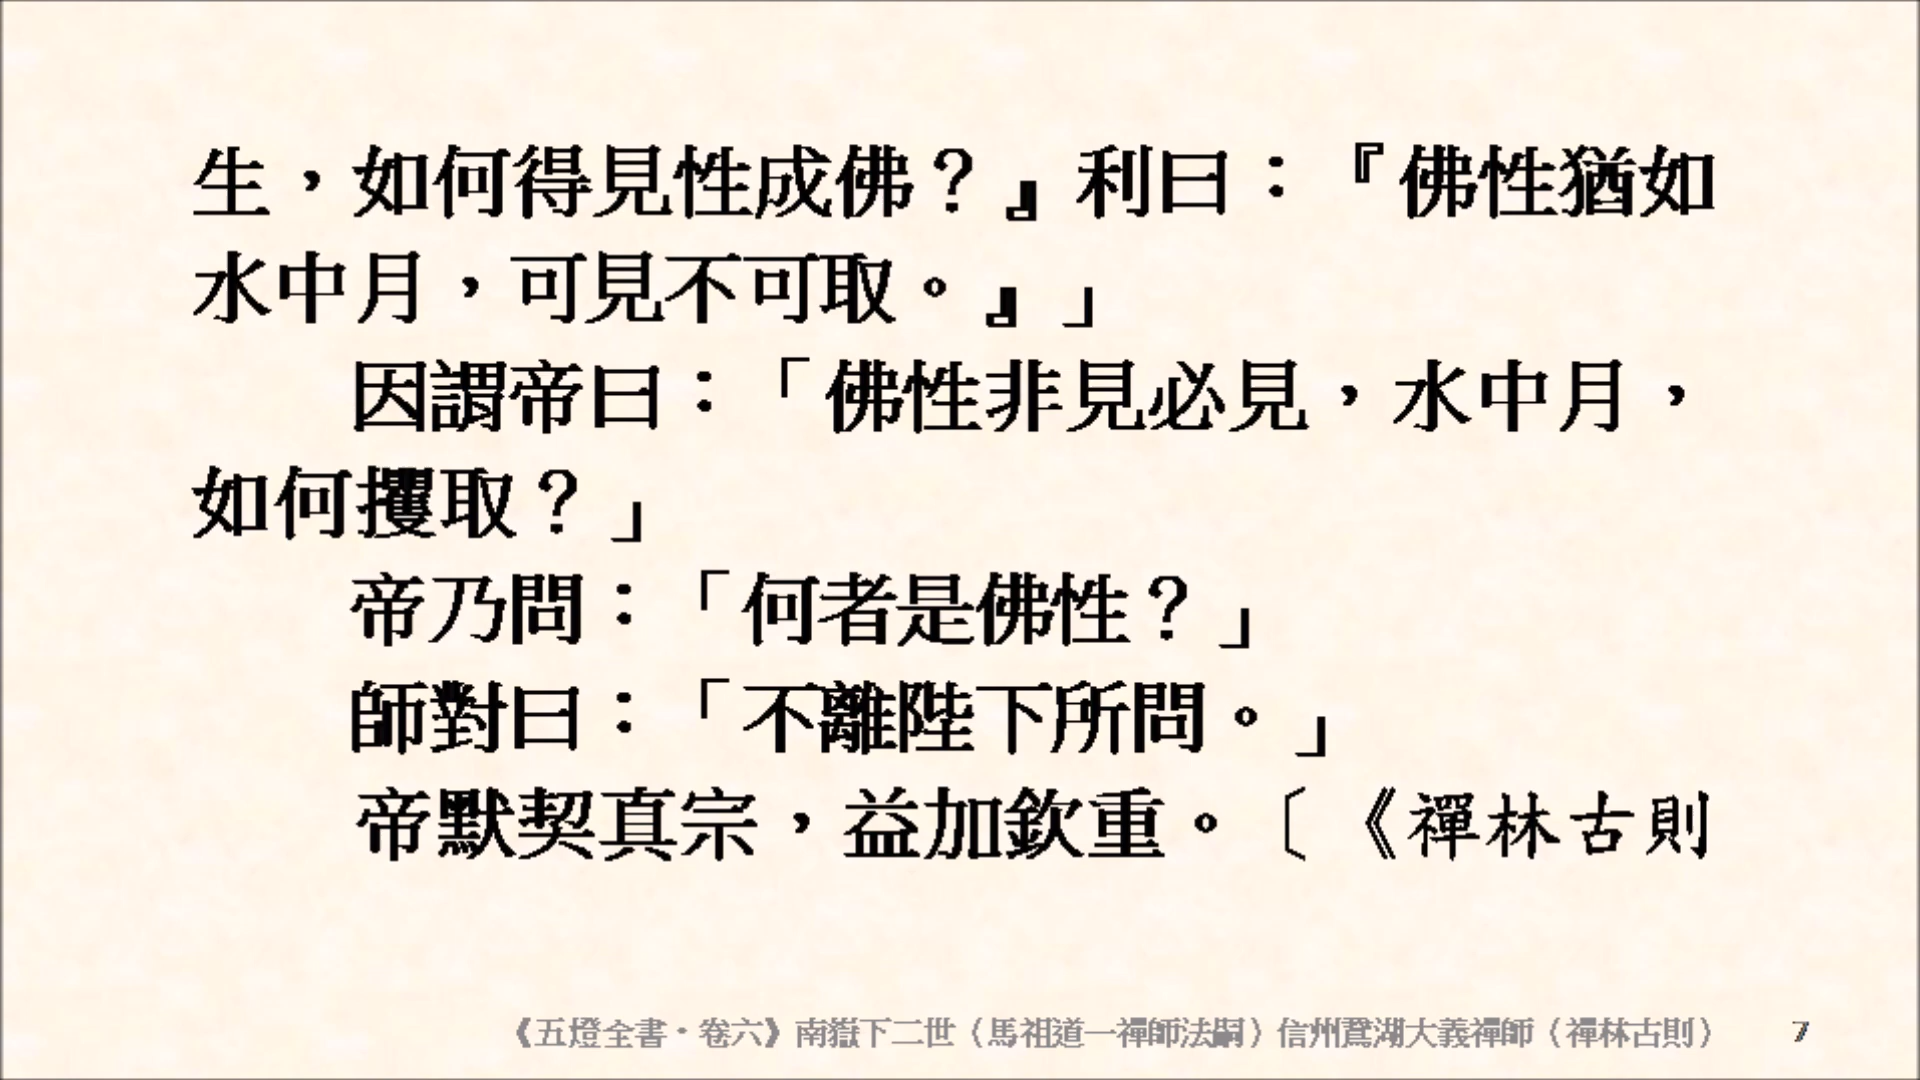 生，如何得見性成佛？』利曰：『佛性猶如
水中月，可見不可取。』」
因謂帝曰：「佛性非見必見，水中月，
如何攫取？」
帝乃問：「何者是佛性？」
師對曰：「不離陛下所問。」
帝默契真宗，益加欽重。〔《禪林古則
《五燈全書·卷六》南嶽下二世（馬祖道一禪師法嗣）信州鵞湖大義禪師（禪林古則） 7